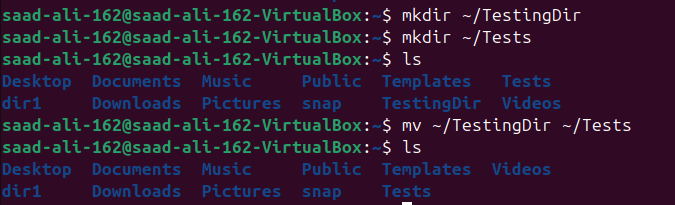 saad-ali-162@saad-ali-162-VirtualBox:~$ mkdir ~/TestingDir
saad-ali-162@saad-ali-162-VirtualBox:~$ mkdir ~/Tests
saad-ali-162@saad-ali-162-VirtualBox:~$ ls
Desktop  Documents  Music     Public  Templates   Tests
dir1     Downloads  Pictures  snap    TestingDir  Videos
saad-ali-162@saad-ali-162-VirtualBox:~$ mv ~/TestingDir ~/Tests
saad-ali-162@saad-ali-162-VirtualBox:~$ ls
Desktop  Documents  Music     Public  Templates  Videos
dir1     Downloads  Pictures  snap    Tests